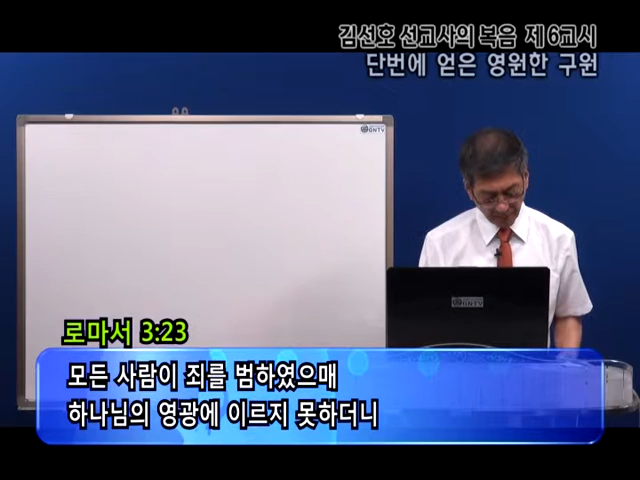 김선호 선교사의 복음 제 6교시
단번에 얻은 영원한 구원
GNTV
GNTV
로마서 3:23
모든 사람이 죄를 범하였으매
하나님의 영광에 이르지 못하더니